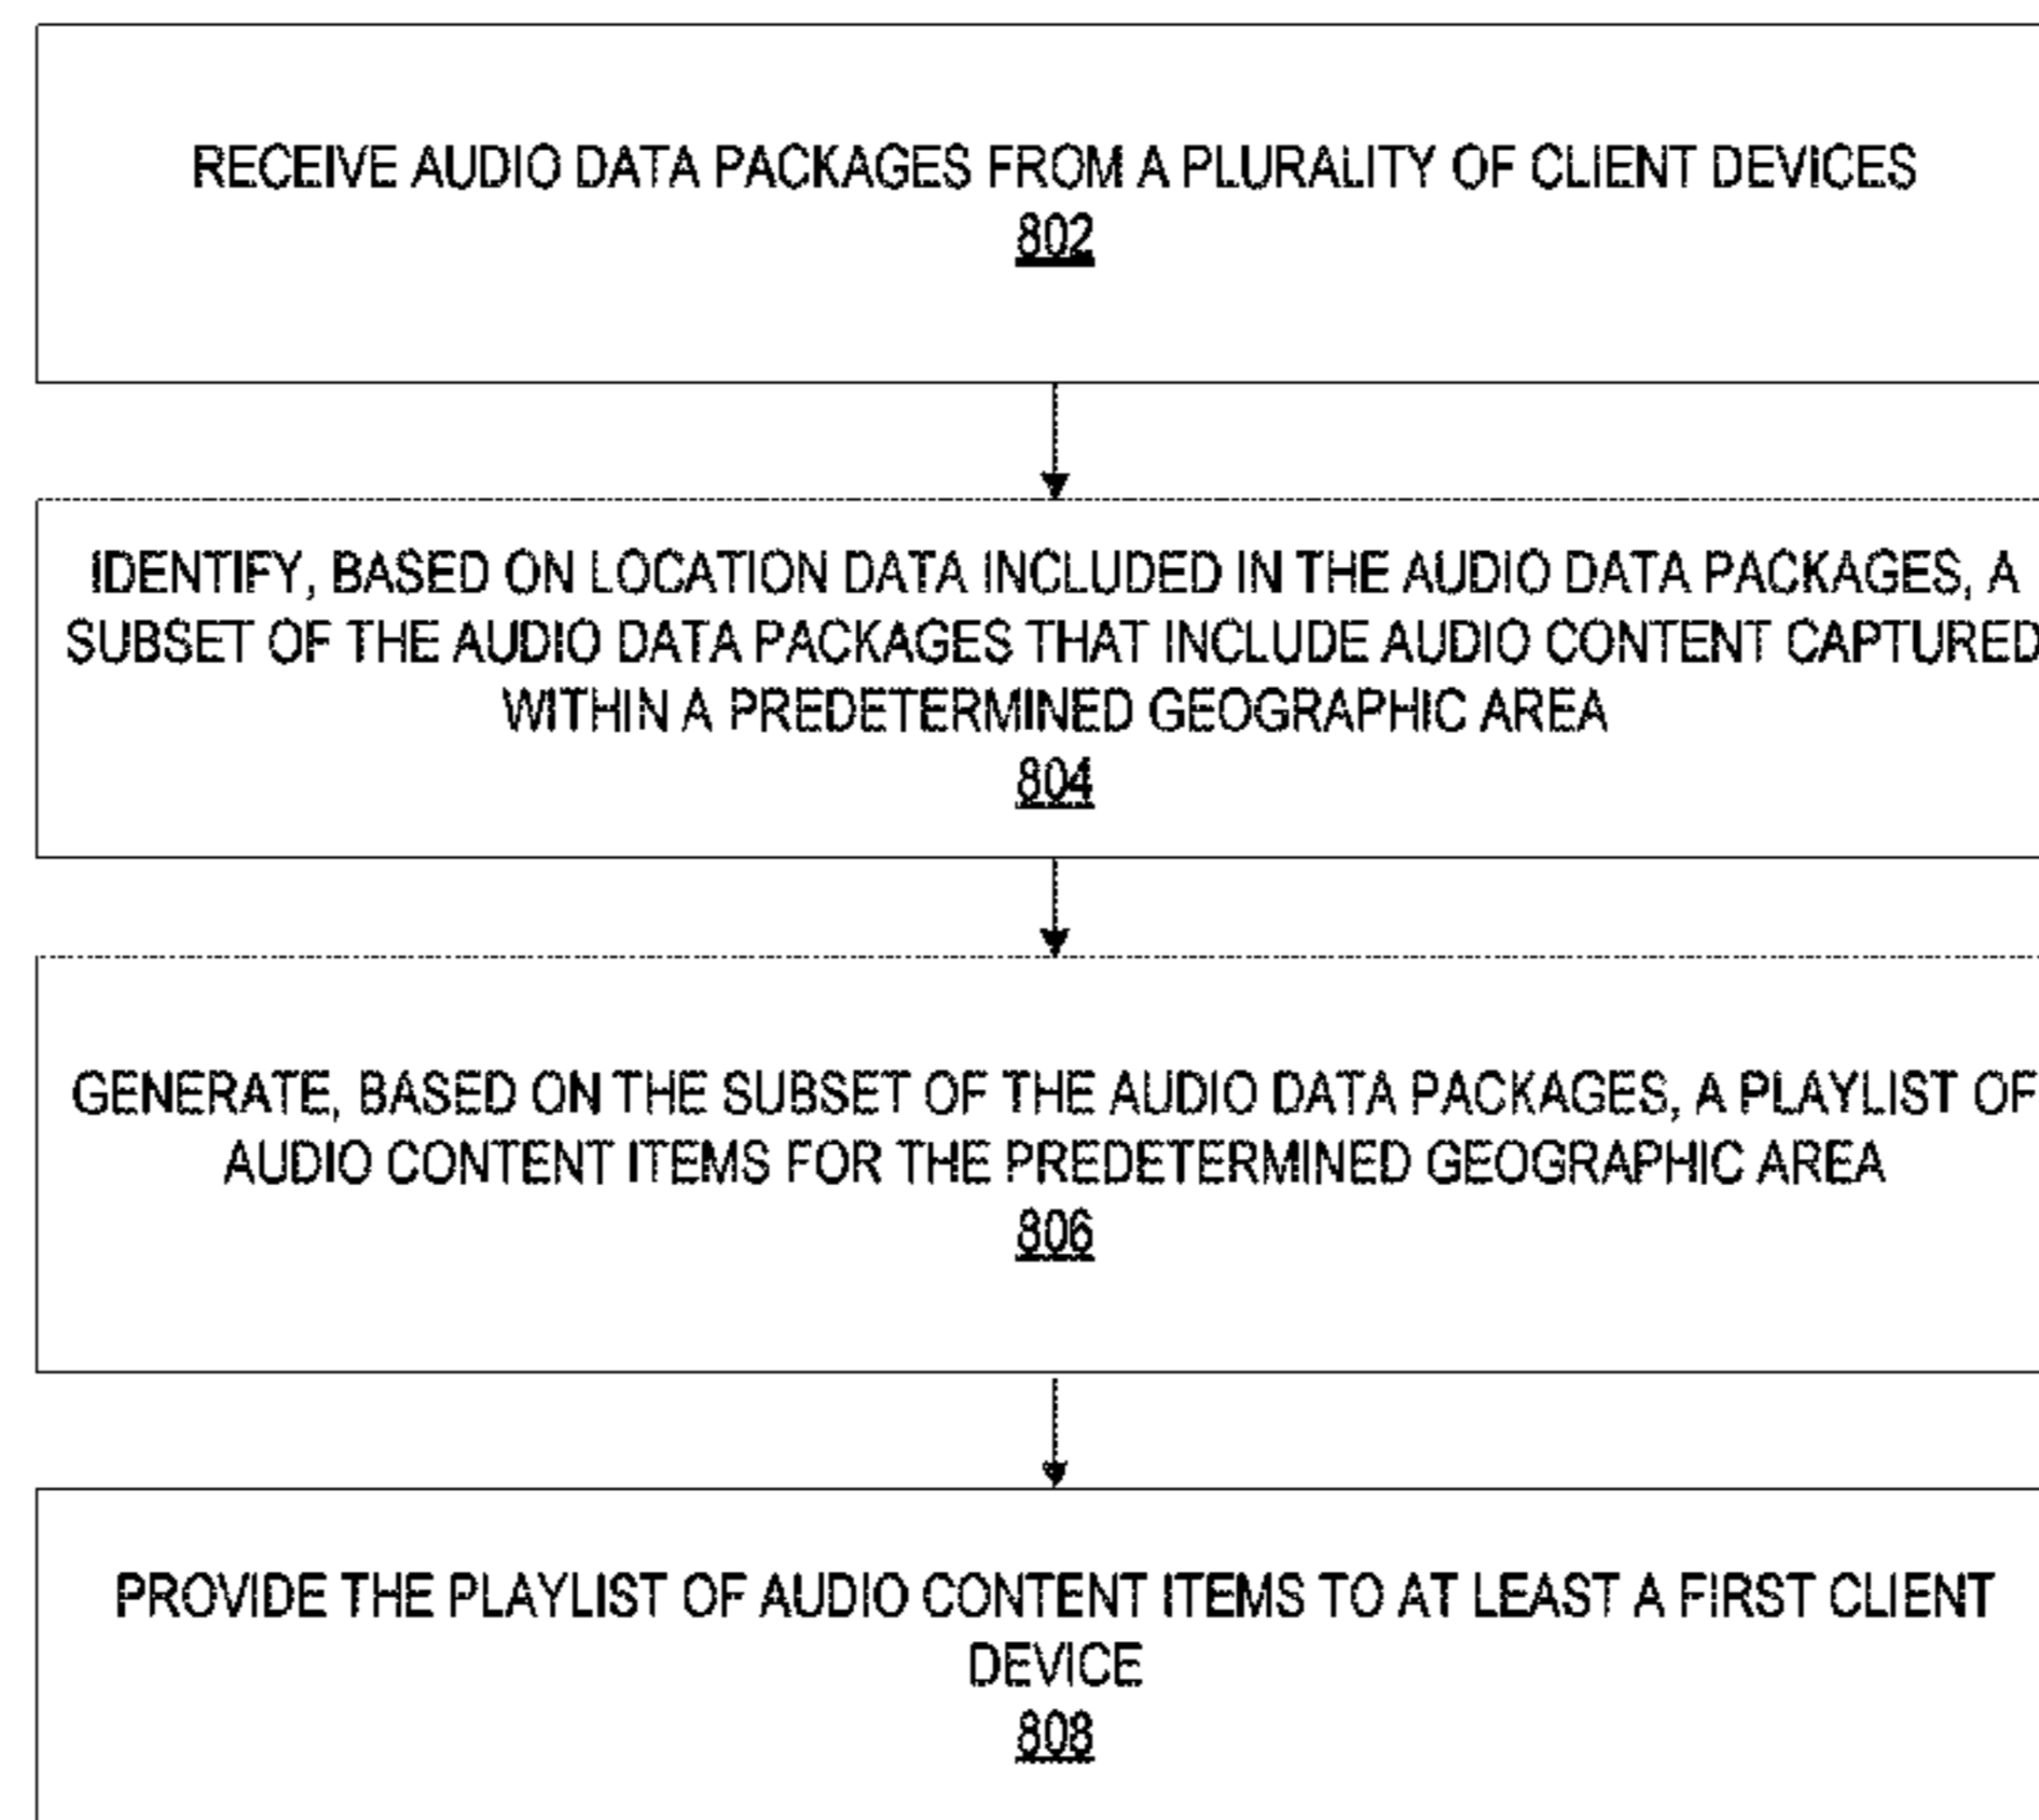 RECEIVE AUDIO DATA PACKAGES FROM A PLURALITY OF CLIENT DEVICES
802
IDENTIFY, BASED ON LOCATION DATA INCLUDED IN THE AUDIO DATA PACKAGES, A
SUBSET OF THE AUDIO DATA PACKAGES THAT INCLUDE AUDIO CONTENT CAPTURED
WITHIN A PREDETERMINED GEOGRAPHIC AREA
804
GENERATE, BASED ON THE SUBSET OF THE AUDIO DATA PACKAGES, A PLAYLIST OF
AUDIO CONTENT ITEMS FOR THE PREDETERMINED GEOGRAPHIC AREA
806
PROVIDE THE PLAYLIST OF AUDIO CONTENT ITEMS TO AT LEAST A FIRST CLIENT
DEVICE
808